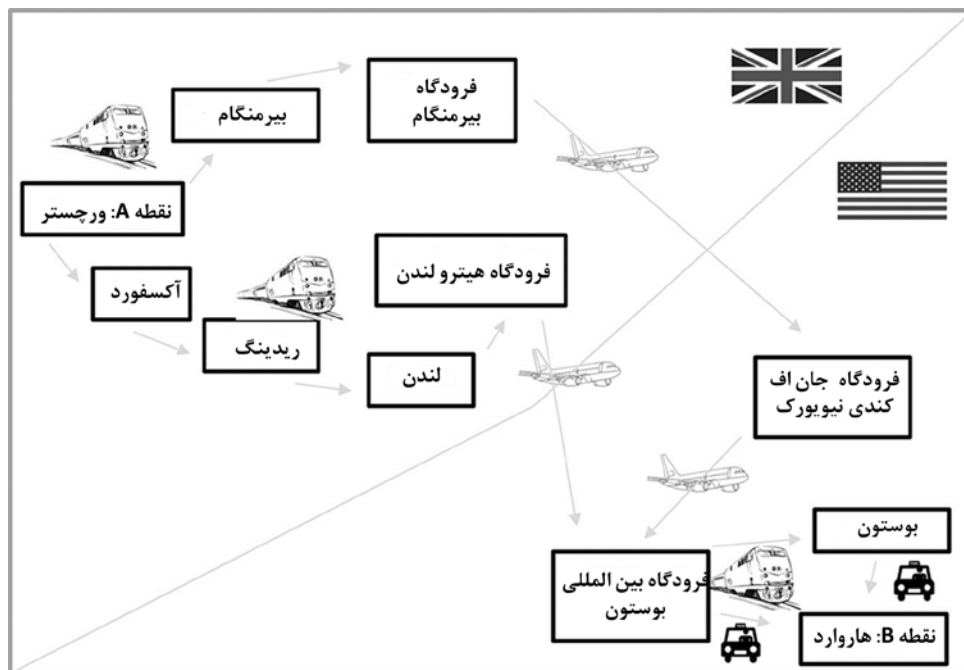 فرودگاه
بیرمنگام
بیرمنگام
نقطه A: ورچستر
فرودگاه هیترو لندن
آکسفورد
ریدینگ
لندن
فرودگاه جان اف
کندی نیویورک
بوستون
فرودگاه بین المللی
بوستون
نقطه B: هاروارد